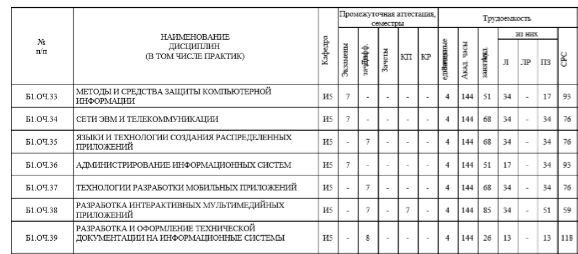 №
п/п
НАИМЕНОВАНИЕ
ДИСЦИПЛИН
(В ТОМ ЧИСЛЕ ПРАКТИК)
Кафедра
Промежуточная аттестация,
семестры
Трудоемкость
Экзамены
Дифф.
Зачеты
КП
КР
Акад. часы
из них
Л
ЛР
ПЗ
СРС
Б1.ОЧ.33 МЕТОДЫ И СРЕДСТВА ЗАЩИТЫ КОМПЬЮТЕРНОЙ
ИНФОРМАЦИИ И5 7 - - - - 4 144 51 34 - 17 93
Б1.ОЧ.34 СЕТИ ЭВМ И ТЕЛЕКОММУНИКАЦИИ И5 7 - - - - 4 144 68 34 - 34 76
Б1.ОЧ.35 ЯЗЫКИ И ТЕХНОЛОГИИ СОЗДАНИЯ РАСПРЕДЕЛЕННЫХ
ПРИЛОЖЕНИЙ И5 - 7 - - - 4 144 68 34 - 34 76
Б1.ОЧ.36 АДМИНИСТРИРОВАНИЕ ИНФОРМАЦИОННЫХ СИСТЕМ И5 7 - - - - 4 144 51 17 - 34 93
Б1.ОЧ.37 ТЕХНОЛОГИИ РАЗРАБОТКИ МОБИЛЬНЫХ ПРИЛОЖЕНИЙ И5 - 7 - - - 4 144 68 34 - 34 76
Б1.ОЧ.38 РАЗРАБОТКА ИНТЕРАКТИВНЫХ МУЛЬТИМЕДИЙНЫХ
ПРИЛОЖЕНИЙ И5 - 7 - 7 - 4 144 85 34 - 51 59
Б1.ОЧ.39 РАЗРАБОТКА И ОФОРМЛЕНИЕ ТЕХНИЧЕСКОЙ
ДОКУМЕНТАЦИИ НА ИНФОРМАЦИОННЫЕ СИСТЕМЫ И5 - 8 - - - 4 144 26 13 - 13 118